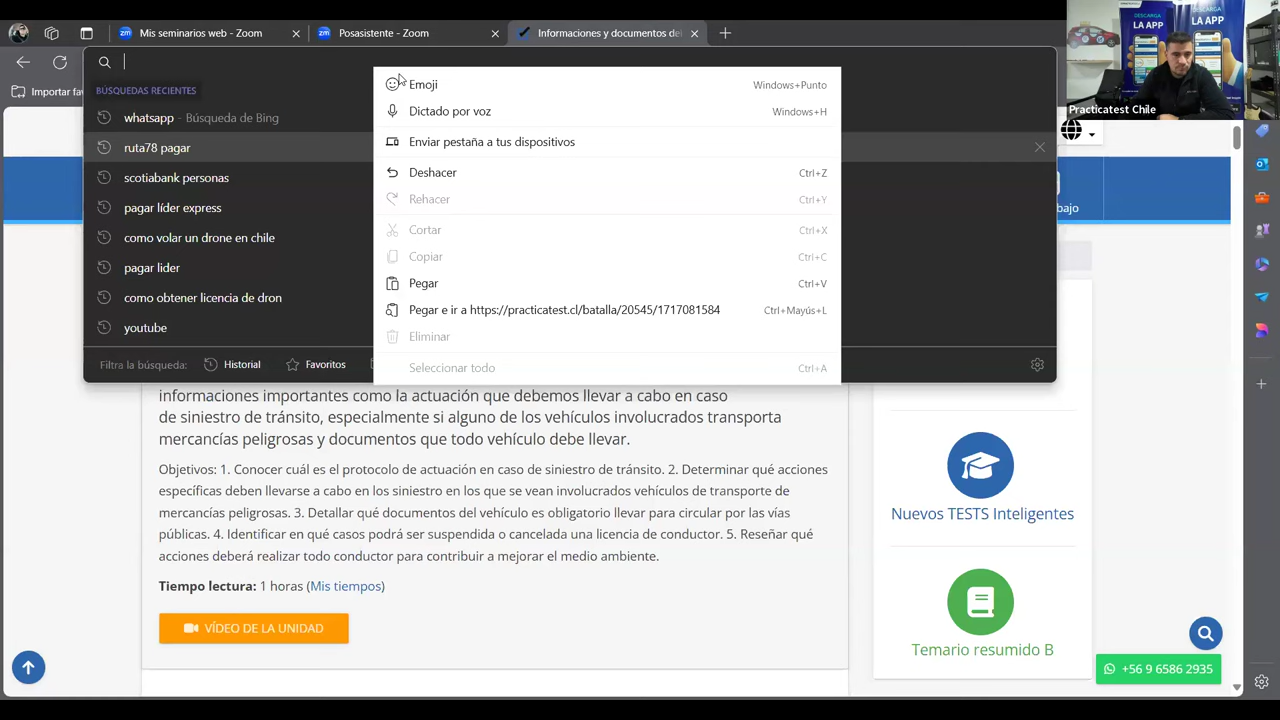 Mis seminarios web - Zoom
Posasistente - Zoom
Informaciones y documentos de
DESCARGA
LA APP
DESCARGA
LA APP
Practicatest Chile
Importar fav
BÚSQUEDAS RECIENTES
whatsapp - Búsqueda de Bing
ruta78 pagar
scotiabank personas
pagar líder express
como volar un drone en chile
pagar lider
como obtener licencia de dron
youtube
Filtra la búsqueda:
Historial
Favoritos
Emoji Windows+Punto
Dictado por voz Windows+H
Enviar pestaña a tus dispositivos
Deshacer Ctrl+Z
Rehacer Ctrl+Y
Cortar Ctrl+X
Copiar Ctrl+C
Pegar Ctrl+V
Pegar e ir a https://practicatest.cl/batalla/20545/1717081584 Ctrl+Mayús+L
Eliminar
Seleccionar todo Ctrl+A
bajo
informaciones importantes como la actuación que debemos llevar a cabo en caso
de siniestro de tránsito, especialmente si alguno de los vehículos involucrados transporta
mercancías peligrosas y documentos que todo vehículo debe llevar.
Objetivos: 1. Conocer cuál es el protocolo de actuación en caso de siniestro de tránsito. 2. Determinar qué acciones
específicas deben llevarse a cabo en los siniestro en los que se vean involucrados vehículos de transporte de
mercancías peligrosas. 3. Detallar qué documentos del vehículo es obligatorio llevar para circular por las vías
públicas. 4. Identificar en qué casos podrá ser suspendida o cancelada una licencia de conductor. 5. Reseñar qué
acciones deberá realizar todo conductor para contribuir a mejorar el medio ambiente.
Tiempo lectura: 1 horas (Mis tiempos)
VÍDEO DE LA UNIDAD
Nuevos TESTS Inteligentes
Temario resumido B
+56 9 6586 2935